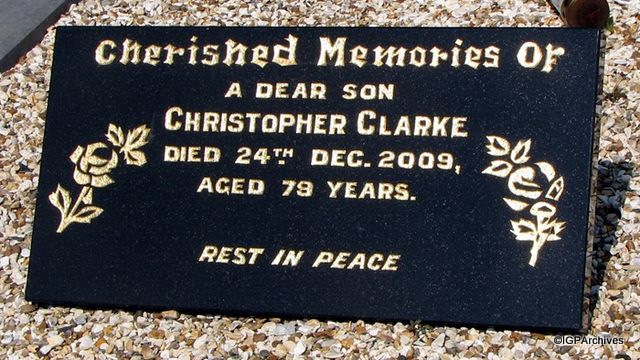 Cherished Memories Of
A DEAR SON
CHRISTOPHER CLARKE
DIED 24TH DEC. 2009,
AGED 79 YEARS.
REST IN PEACE
©IGPArchives